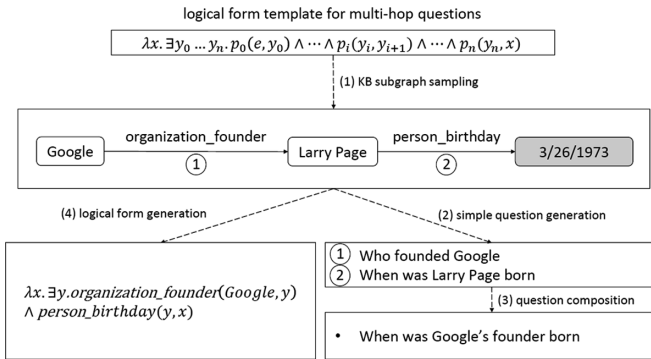 logical form template for multi-hop questions
λx. ∃y₀ ... yₙ. p₀(e, y₀) ∧ ⋯ ∧ pᵢ(yᵢ, yᵢ₊₁) ∧ ⋯ ∧ pₙ(yₙ, x)
(1) KB subgraph sampling
organization_founder
person_birthday
Google
Larry Page
3/26/1973
①
②
(4) logical form generation
(2) simple question generation
① Who founded Google
② When was Larry Page born
λx. ∃y. organization_founder(Google, y)
∧ person_birthday(y, x)
(3) question composition
• When was Google's founder born